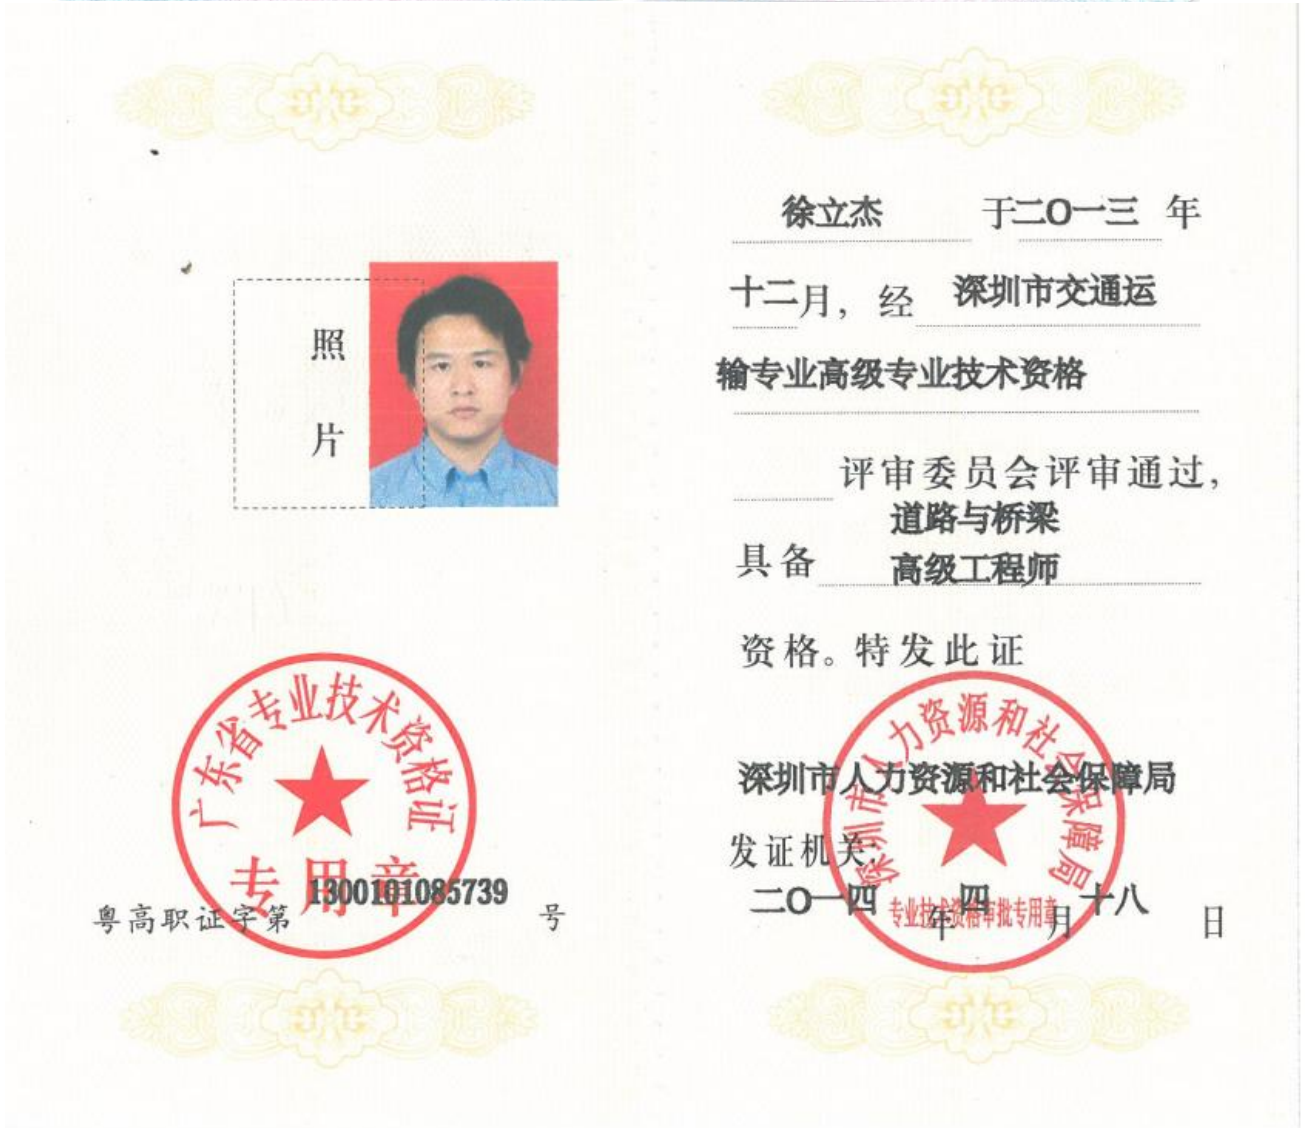 照
片
广东省专业技术资格证
专用章
粤高职证字第 1300101085739 号
徐立杰 于二〇一三 年
十二月，经 深圳市交通运
输专业高级专业技术资格
评审委员会评审通过，
道路与桥梁
具备 高级工程师
资格。特发此证
深圳市人力资源和社会保障局
深圳市人力资源和社会保障局
发证机关：
二〇一四 年 四 月 十八 日
专业技术资格审批专用章